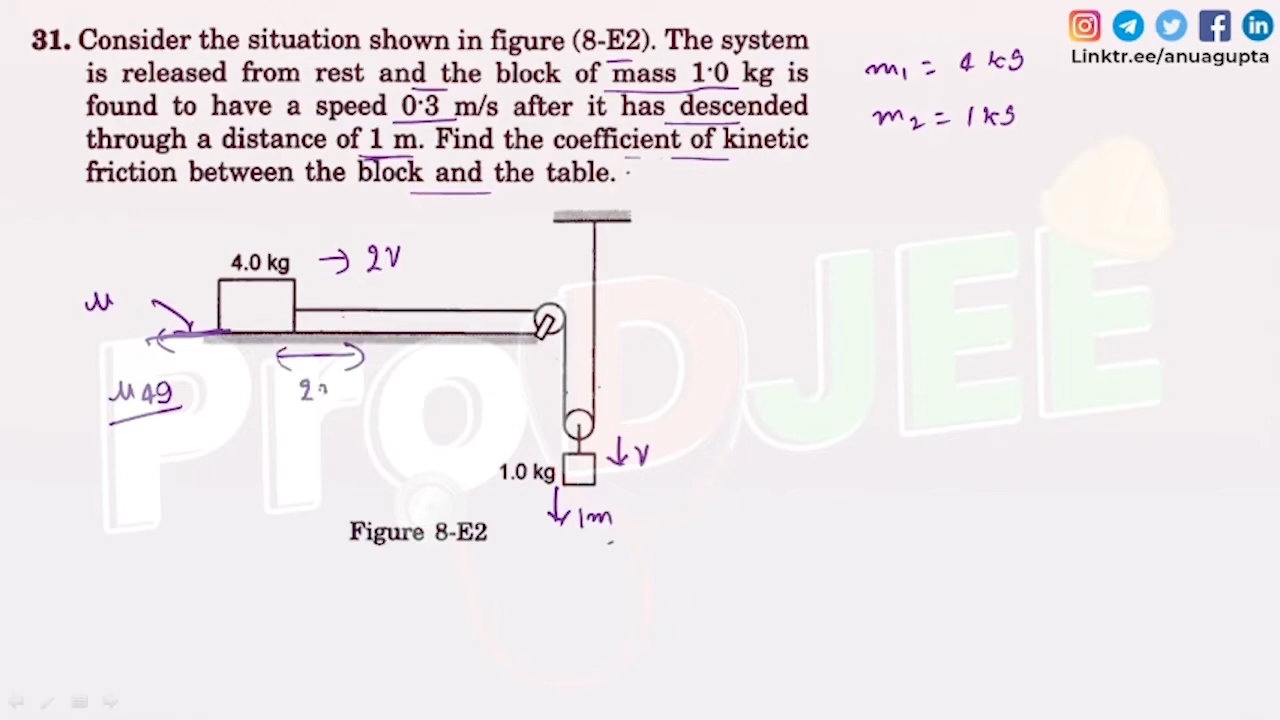 31. Consider the situation shown in figure (8-E2). The system
is released from rest and the block of mass 1·0 kg is
found to have a speed 0·3 m/s after it has descended
through a distance of 1 m. Find the coefficient of kinetic
friction between the block and the table.
Linktr.ee/anuagupta
m₁ = 4 kg
m₂ = 1 kg
4.0 kg → 2V
μ
μ4g
2
1.0 kg
↓ V
↓ 1m
Figure 8-E2
ProDJEE